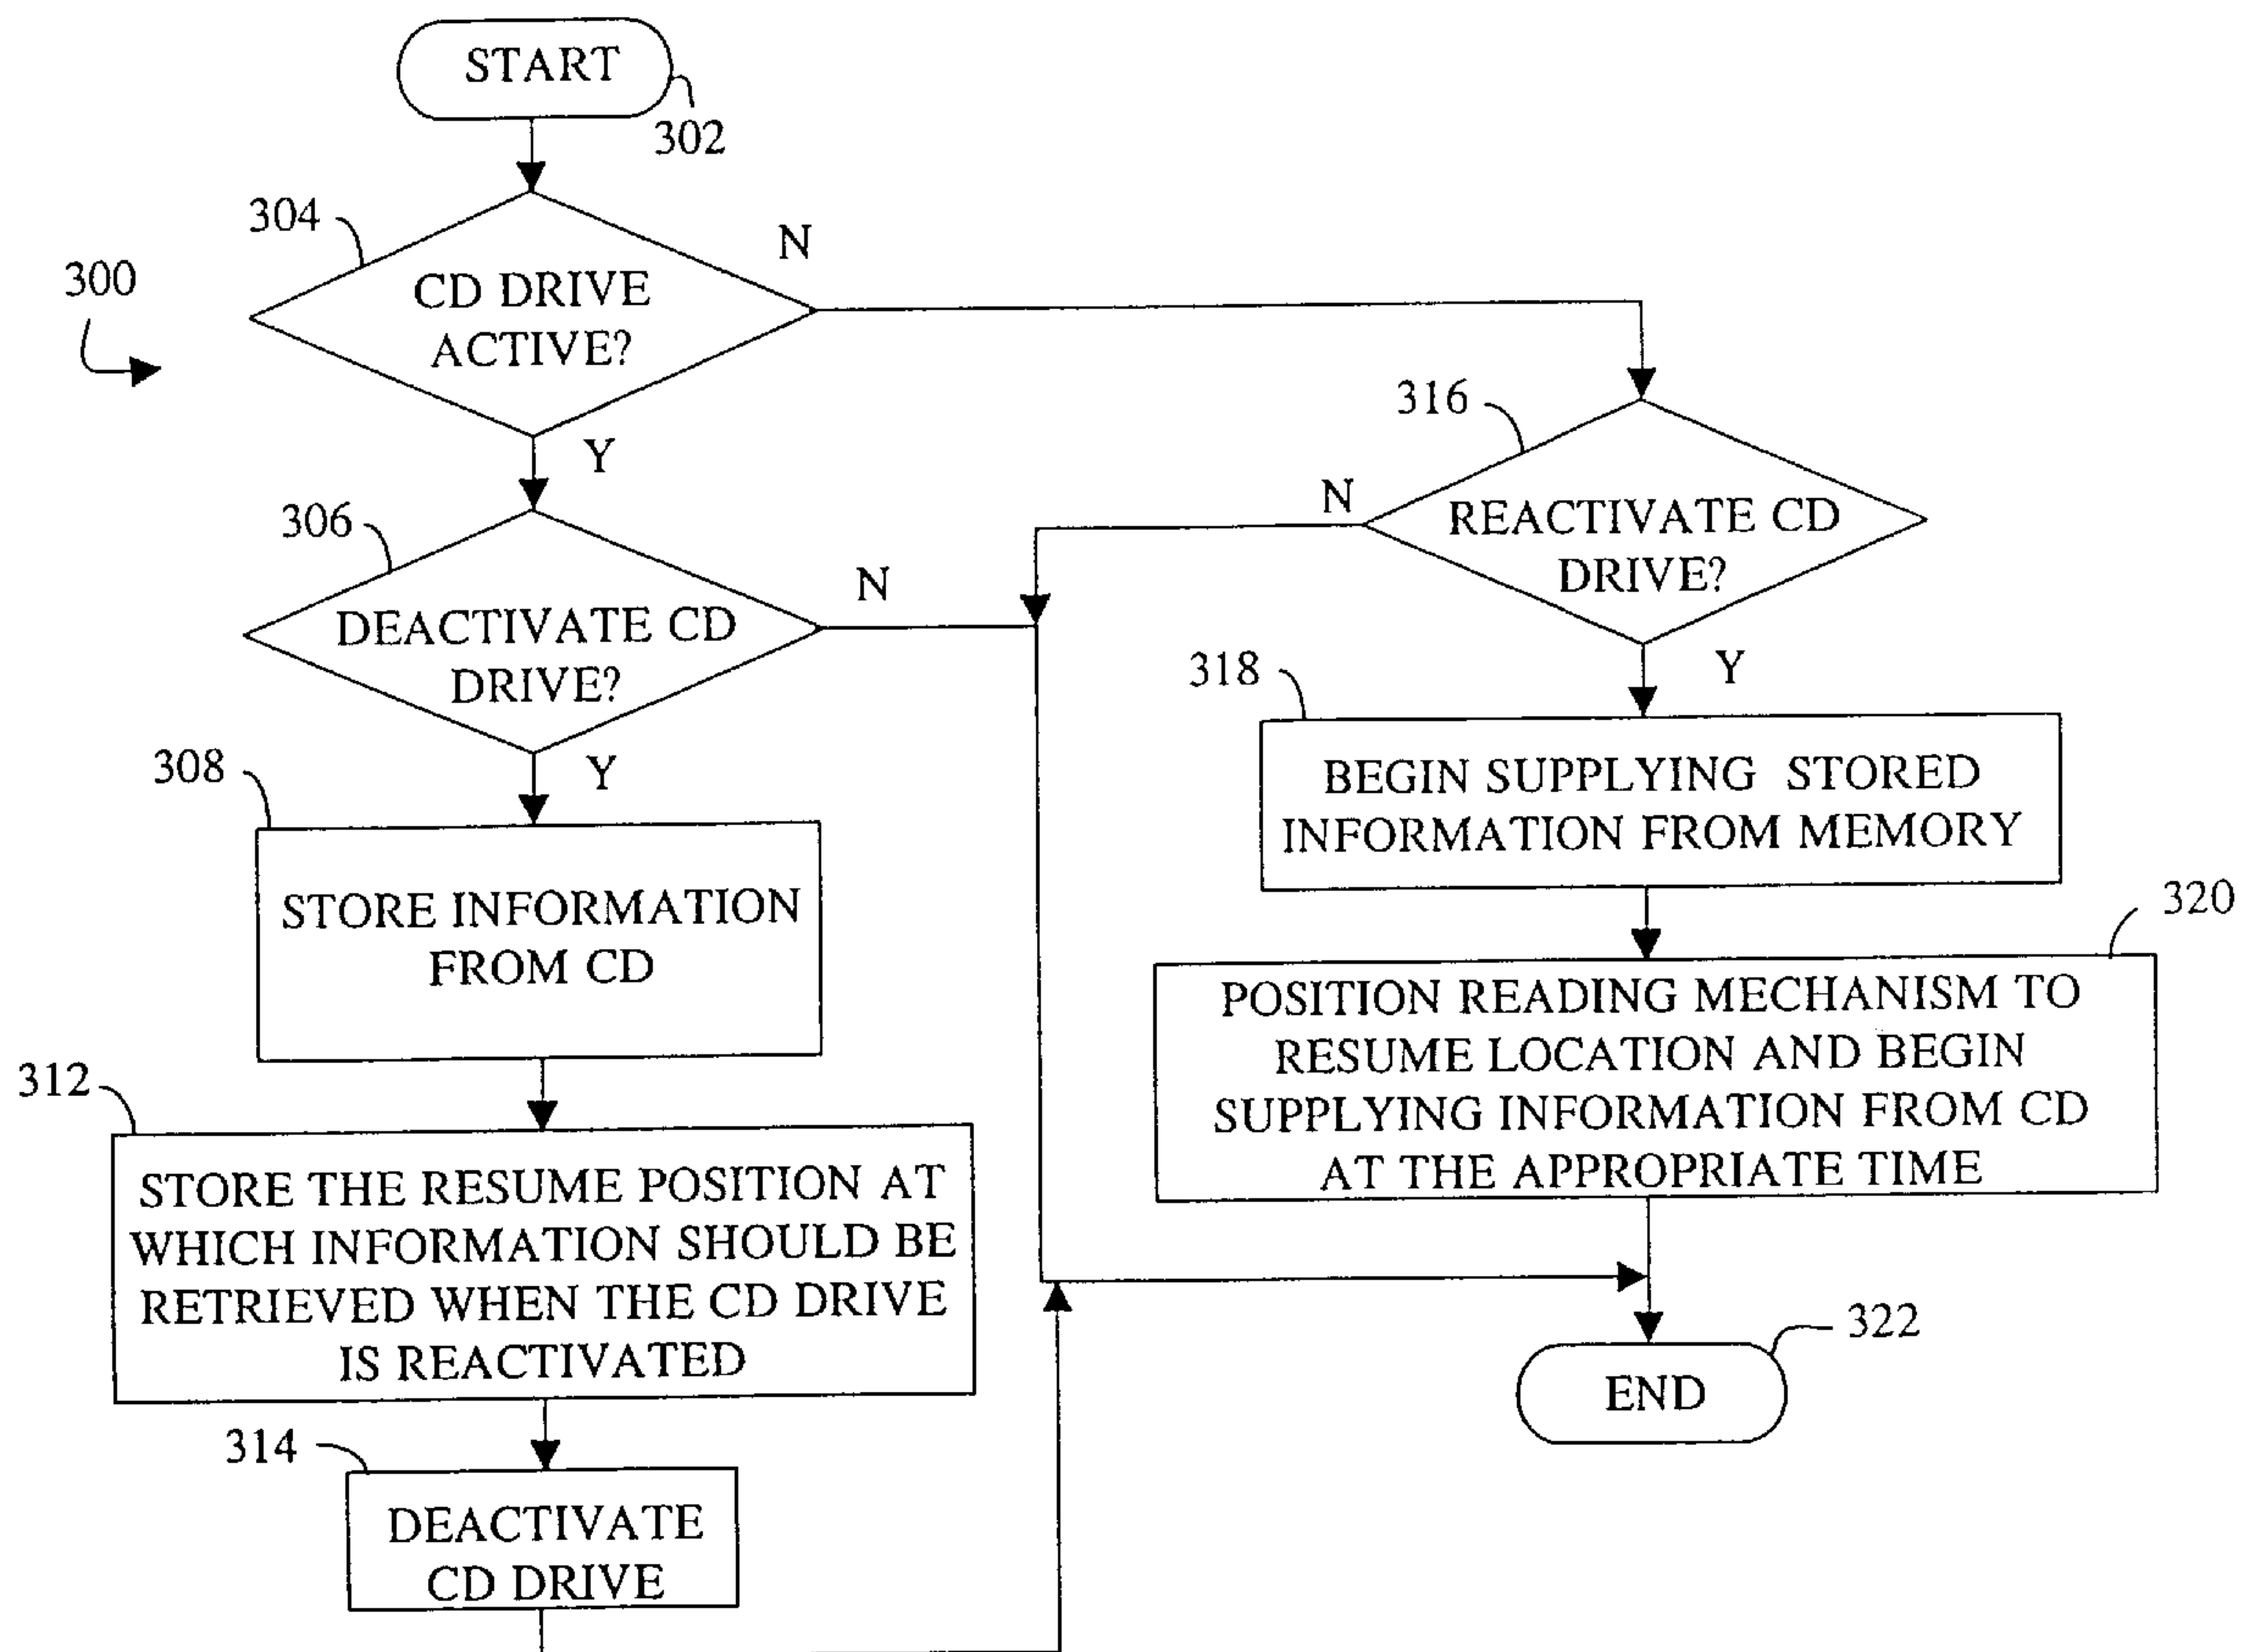 START
302
304
N
300
CD DRIVE
ACTIVE?
316
Y
306
N
REACTIVATE CD
DRIVE?
N
DEACTIVATE CD
DRIVE?
318
Y
308
Y
BEGIN SUPPLYING STORED
INFORMATION FROM MEMORY
STORE INFORMATION
FROM CD
320
POSITION READING MECHANISM TO
RESUME LOCATION AND BEGIN
SUPPLYING INFORMATION FROM CD
AT THE APPROPRIATE TIME
312
STORE THE RESUME POSITION AT
WHICH INFORMATION SHOULD BE
RETRIEVED WHEN THE CD DRIVE
IS REACTIVATED
322
END
314
DEACTIVATE
CD DRIVE